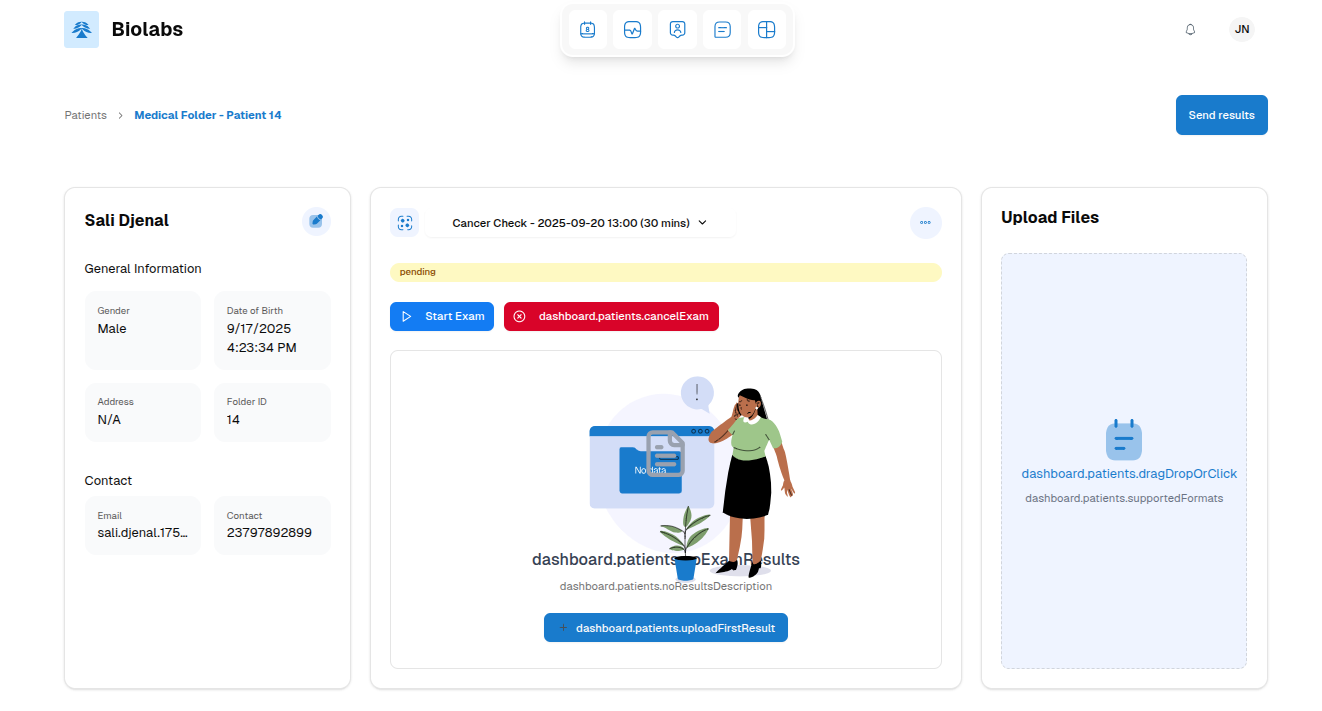 Biolabs
8
JN
Patients
Medical Folder - Patient 14
Send results
Sali Djenal
General Information
Gender
Male
Date of Birth
9/17/2025
4:23:34 PM
Address
N/A
Folder ID
14
Contact
Email
sali.djenal.175...
Contact
23797892899
Cancer Check - 2025-09-20 13:00 (30 mins)
pending
Start Exam
dashboard.patients.cancelExam
!
No data
dashboard.patients.noExamResults
dashboard.patients.noResultsDescription
+ dashboard.patients.uploadFirstResult
Upload Files
dashboard.patients.dragDropOrClick
dashboard.patients.supportedFormats